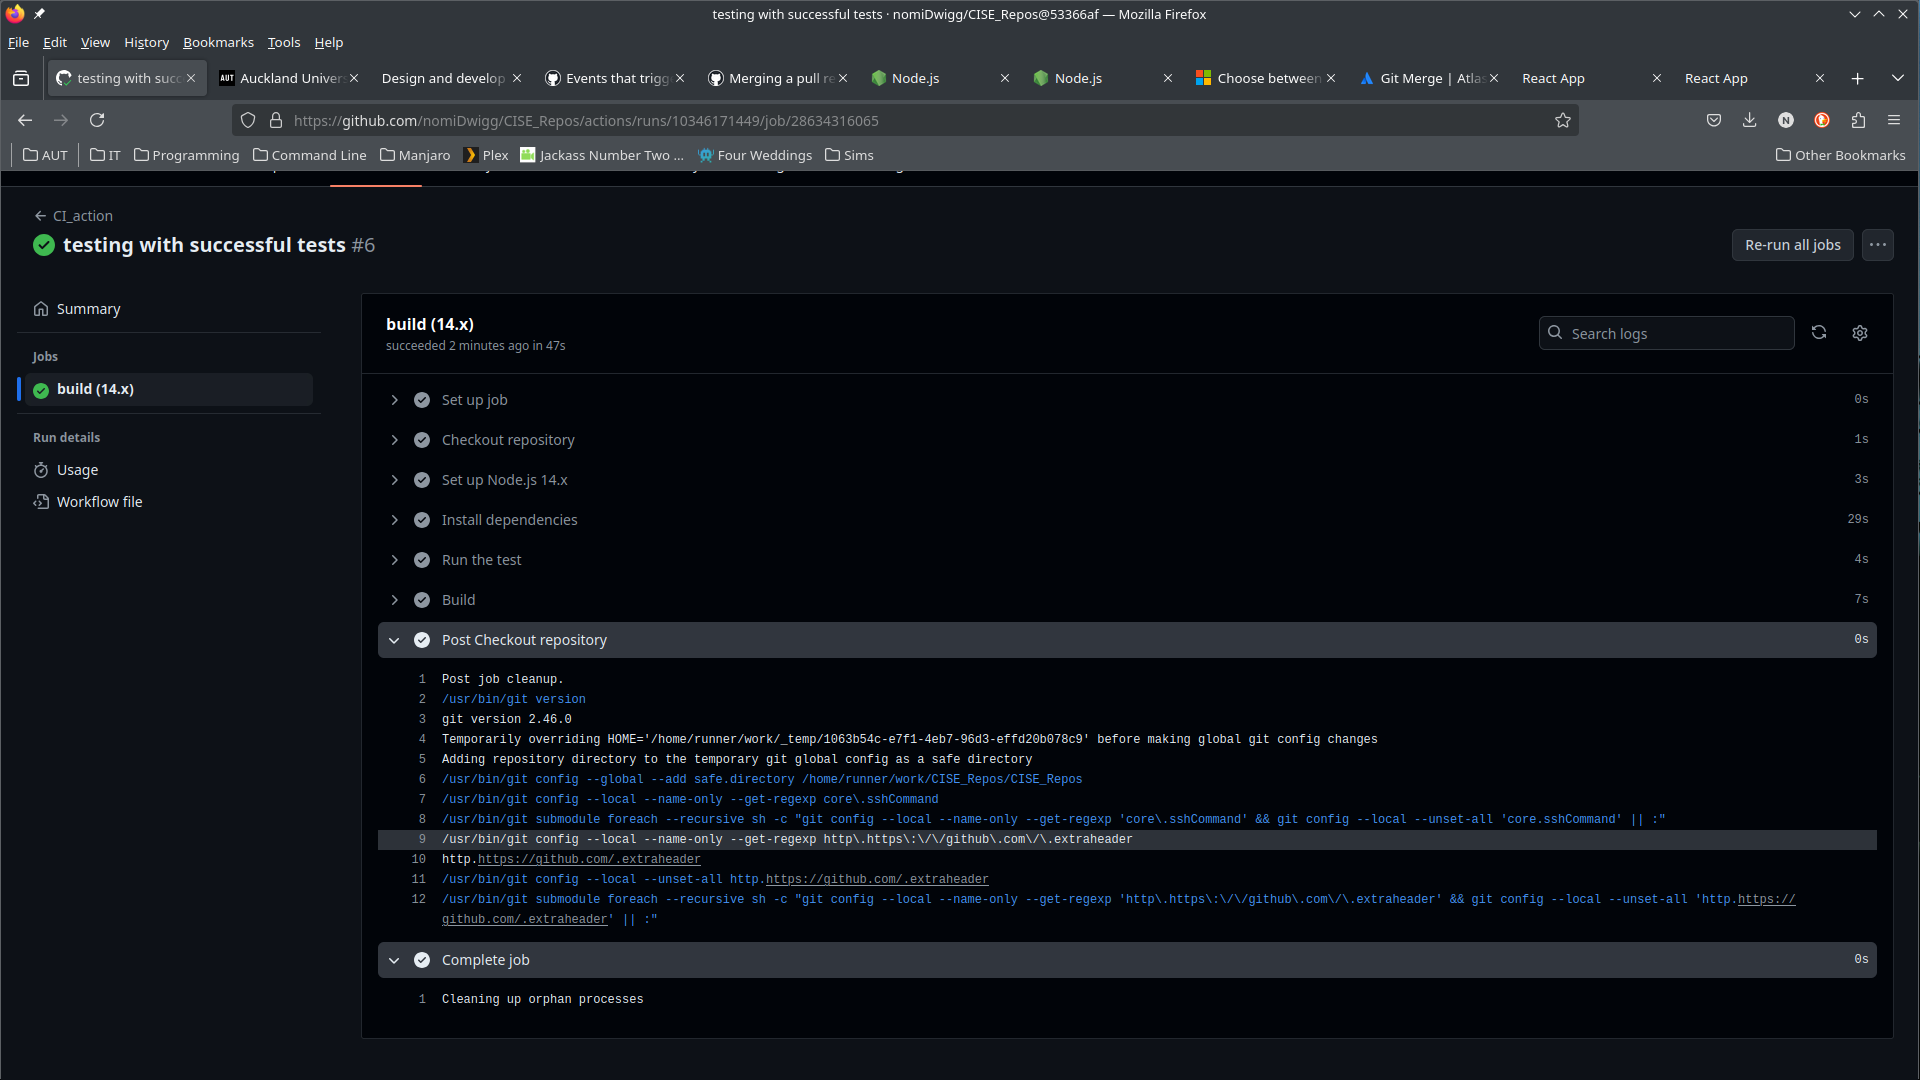 testing with successful tests · nomiDwigg/CISE_Repos@53366af — Mozilla Firefox
File Edit View History Bookmarks Tools Help
testing with succ Auckland Univers Design and develop Events that trigg Merging a pull re Node.js Node.js Choose between Git Merge | Atlas React App React App
https://github.com/nomiDwigg/CISE_Repos/actions/runs/10346171449/job/28634316065
AUT IT Programming Command Line Manjaro Plex Jackass Number Two ... Four Weddings Sims Other Bookmarks
CI_action
testing with successful tests #6
Re-run all jobs
Summary
Jobs
build (14.x)
Run details
Usage
Workflow file
build (14.x)
succeeded 2 minutes ago in 47s
Search logs
Set up job 0s
Checkout repository 1s
Set up Node.js 14.x 3s
Install dependencies 29s
Run the test 4s
Build 7s
Post Checkout repository 0s
1 Post job cleanup.
2 /usr/bin/git version
3 git version 2.46.0
4 Temporarily overriding HOME='/home/runner/work/_temp/1063b54c-e7f1-4eb7-96d3-effd20b078c9' before making global git config changes
5 Adding repository directory to the temporary git global config as a safe directory
6 /usr/bin/git config --global --add safe.directory /home/runner/work/CISE_Repos/CISE_Repos
7 /usr/bin/git config --local --name-only --get-regexp core\.sshCommand
8 /usr/bin/git submodule foreach --recursive sh -c "git config --local --name-only --get-regexp 'core\.sshCommand' && git config --local --unset-all 'core.sshCommand' || :"
9 /usr/bin/git config --local --name-only --get-regexp http\.https\:\/\/github\.com\/\.extraheader
10 http.https://github.com/.extraheader
11 /usr/bin/git config --local --unset-all http.https://github.com/.extraheader
12 /usr/bin/git submodule foreach --recursive sh -c "git config --local --name-only --get-regexp 'http\.https\:\/\/github\.com\/\.extraheader' && git config --local --unset-all 'http.https://
github.com/.extraheader' || :"
Complete job 0s
1 Cleaning up orphan processes